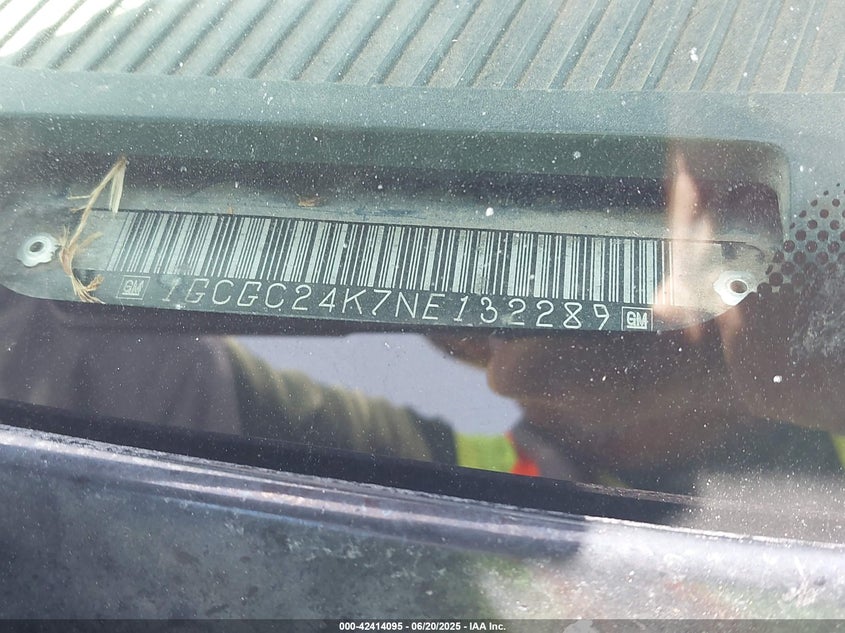 GM 1GCGC24K7NE132289 GM
000-42414095 - 06/20/2025 - IAA Inc.